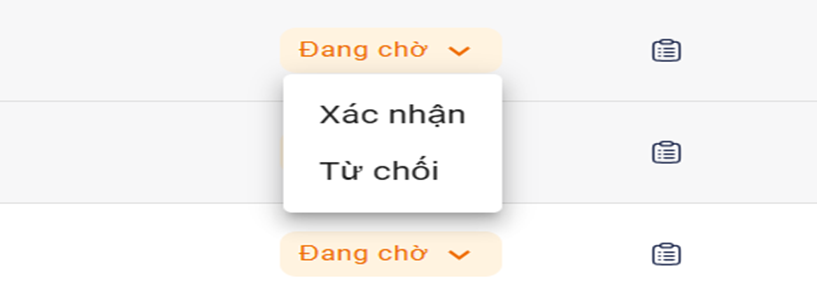 Đang chờ
Xác nhận
Từ chối
Đang chờ